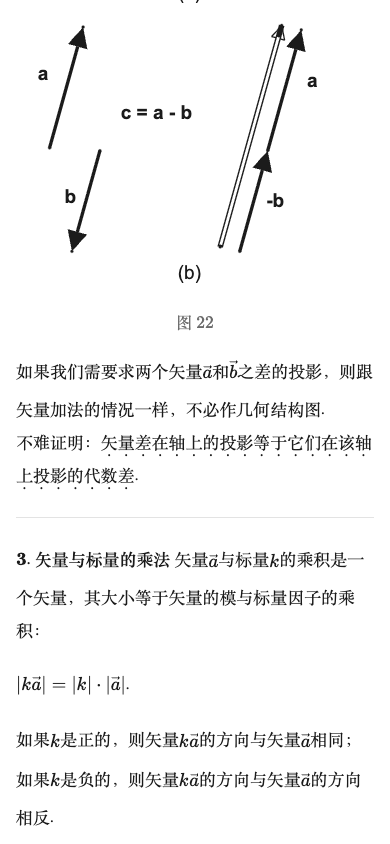 a
c = a - b
a
b
-b
(b)
图 22
如果我们需要求两个矢量a⃗和b⃗之差的投影，则跟
矢量加法的情况一样，不必作几何结构图.
不难证明：矢量差在轴上的投影等于它们在该轴
上投影的代数差.
3. 矢量与标量的乘法 矢量a⃗与标量k的乘积是一
个矢量，其大小等于矢量的模与标量因子的乘
积：
|ka⃗| = |k| · |a⃗|.
如果k是正的，则矢量ka⃗的方向与矢量a⃗相同；
如果k是负的，则矢量ka⃗的方向与矢量a⃗的方向
相反.